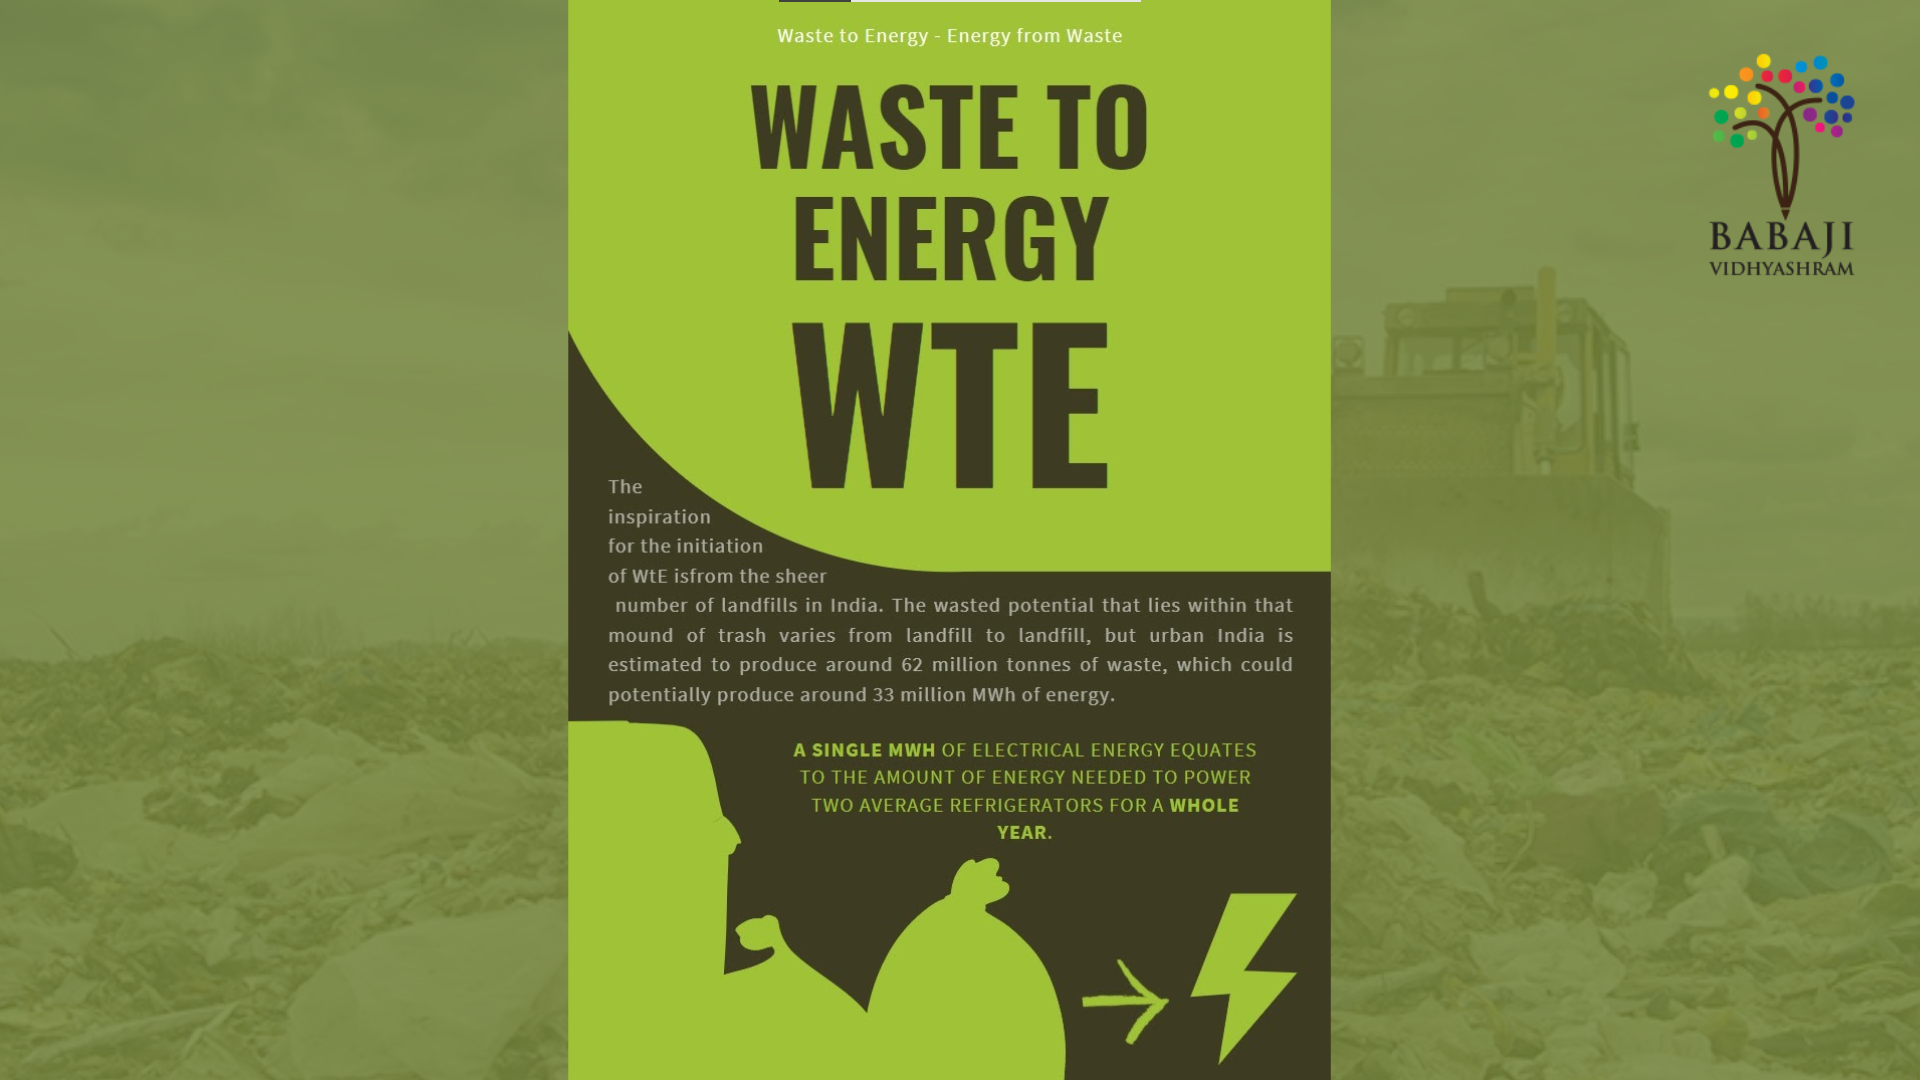 Waste to Energy - Energy from Waste
WASTE TO
ENERGY
WTE
BABAJI
VIDHYASHRAM
The
inspiration
for the initiation
of WtE isfrom the sheer
number of landfills in India. The wasted potential that lies within that
mound of trash varies from landfill to landfill, but urban India is
estimated to produce around 62 million tonnes of waste, which could
potentially produce around 33 million MWh of energy.
A SINGLE MWH OF ELECTRICAL ENERGY EQUATES
TO THE AMOUNT OF ENERGY NEEDED TO POWER
TWO AVERAGE REFRIGERATORS FOR A WHOLE
YEAR.